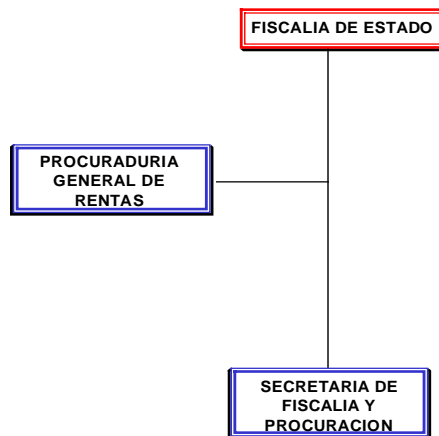 FISCALIA DE ESTADO
PROCURADURIA
GENERAL DE
RENTAS
SECRETARIA DE
FISCALIA Y
PROCURACION